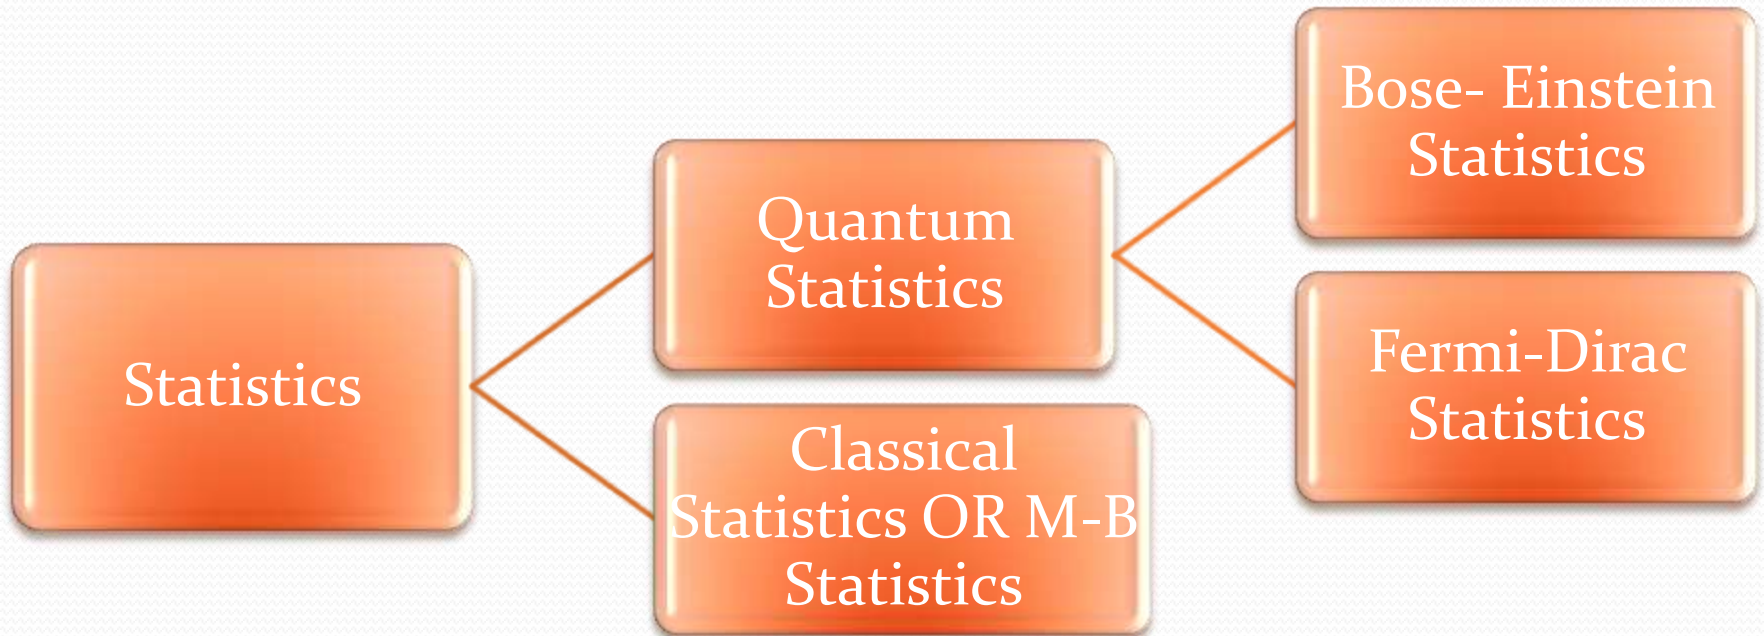 Statistics
Quantum
Statistics
Classical
Statistics OR M-B
Statistics
Bose- Einstein
Statistics
Fermi-Dirac
Statistics